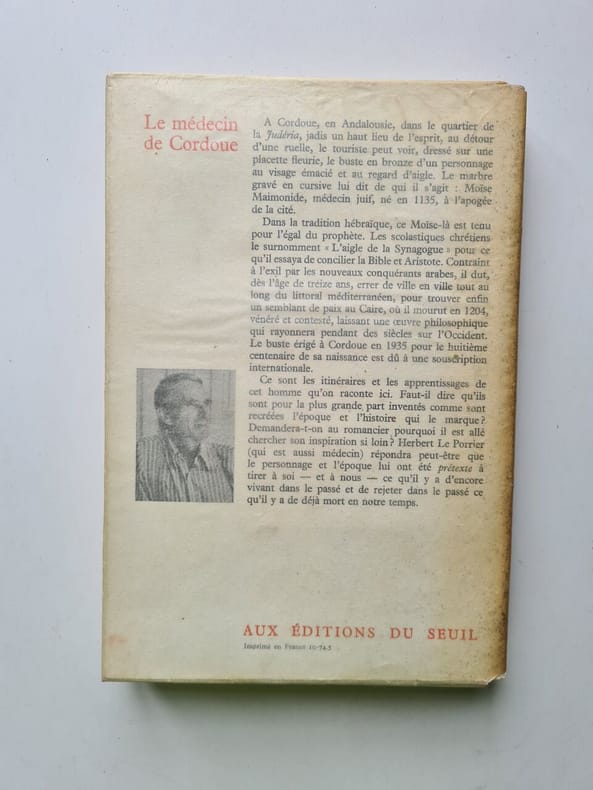 Le médecin
de Cordoue
A Cordoue, en Andalousie, dans le quartier de
la Judéria, jadis un haut lieu de l'esprit, au détour
d'une ruelle, le touriste peut voir, dressé sur une
placette fleurie, le buste en bronze d'un personnage
au visage émacié et au regard d'aigle. Le marbre
gravé en cursive lui dit de qui il s'agit : Moïse
Maimonide, médecin juif, né en 1135, à l'apogée
de la cité.
Dans la tradition hébraïque, ce Moïse-là est tenu
pour l'égal du prophète. Les scolastiques chrétiens
le surnomment « L'aigle de la Synagogue » pour ce
qu'il essaya de concilier la Bible et Aristote. Contraint
à l'exil par les nouveaux conquérants arabes, il dut,
dès l'âge de treize ans, errer de ville en ville tout au
long du littoral méditerranéen, pour trouver enfin
un semblant de paix au Caire, où il mourut en 1204,
vénéré et contesté, laissant une œuvre philosophique
qui rayonnera pendant des siècles sur l'Occident.
Le buste érigé à Cordoue en 1935 pour le huitième
centenaire de sa naissance est dû à une souscription
internationale.
Ce sont les itinéraires et les apprentissages de
cet homme qu'on raconte ici. Faut-il dire qu'ils
sont pour la plus grande part inventés comme sont
recréées l'époque et l'histoire qui le marque?
Demandera-t-on au romancier pourquoi il est allé
chercher son inspiration si loin? Herbert Le Porrier
(qui est aussi médecin) répondra peut-être que
le personnage et l'époque lui ont été prétexte à
tirer à soi — et à nous — ce qu'il y a d'encore
vivant dans le passé et de rejeter dans le passé ce
qu'il y a de déjà mort en notre temps.
AUX ÉDITIONS DU SEUIL
Imprimé en France 10-74-5